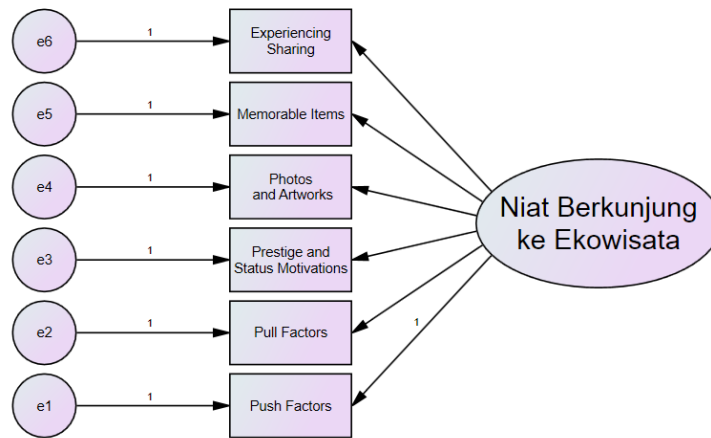 e6
1
Experiencing
Sharing
e5
1
Memorable Items
e4
1
Photos
and Artworks
e3
1
Prestige and
Status Motivations
e2
1
Pull Factors
e1
1
Push Factors
1
Niat Berkunjung
ke Ekowisata